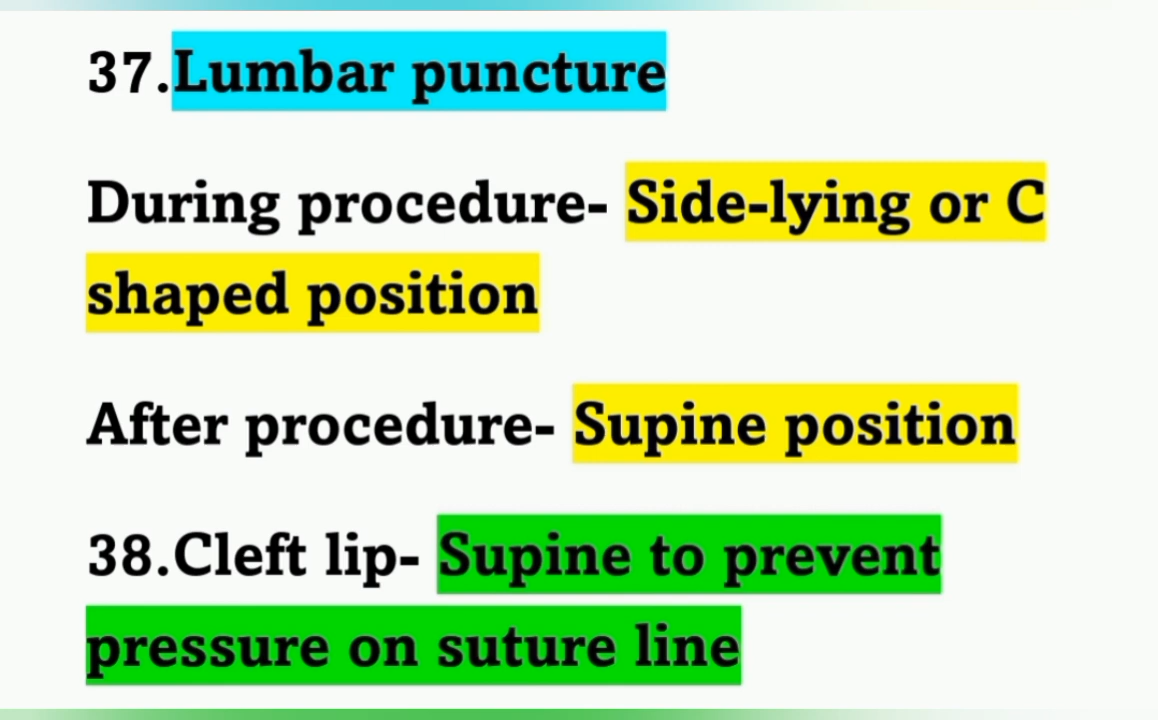 37.Lumbar puncture
During procedure- Side-lying or C
shaped position
After procedure- Supine position
38.Cleft lip- Supine to prevent
pressure on suture line